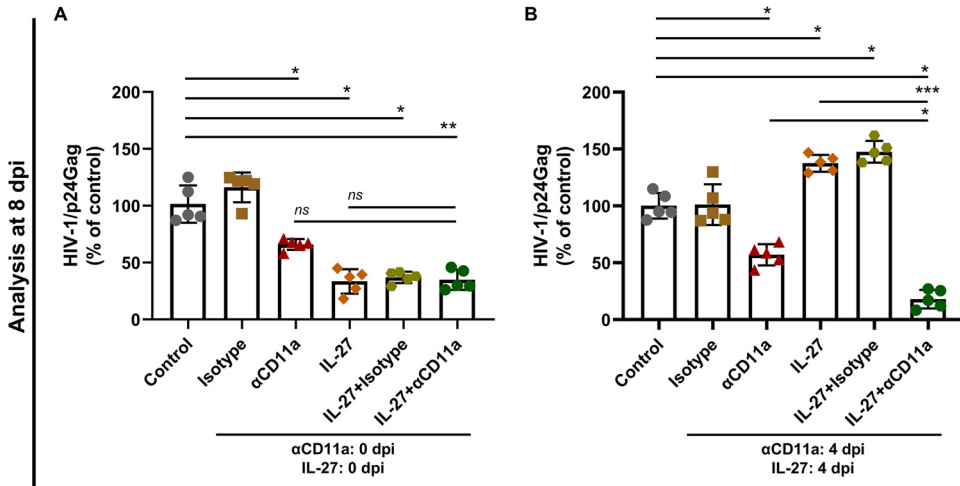 Analysis at 8 dpi
A
*
*
*
**
ns
ns
HIV-1/p24Gag
(% of control)
200
150
100
50
0
Control
Isotype
αCD11a
IL-27
IL-27+Isotype
IL-27+αCD11a
αCD11a: 0 dpi
IL-27: 0 dpi
B
*
*
*
*
***
*
HIV-1/p24Gag
(% of control)
200
150
100
50
0
Control
Isotype
αCD11a
IL-27
IL-27+Isotype
IL-27+αCD11a
αCD11a: 4 dpi
IL-27: 4 dpi